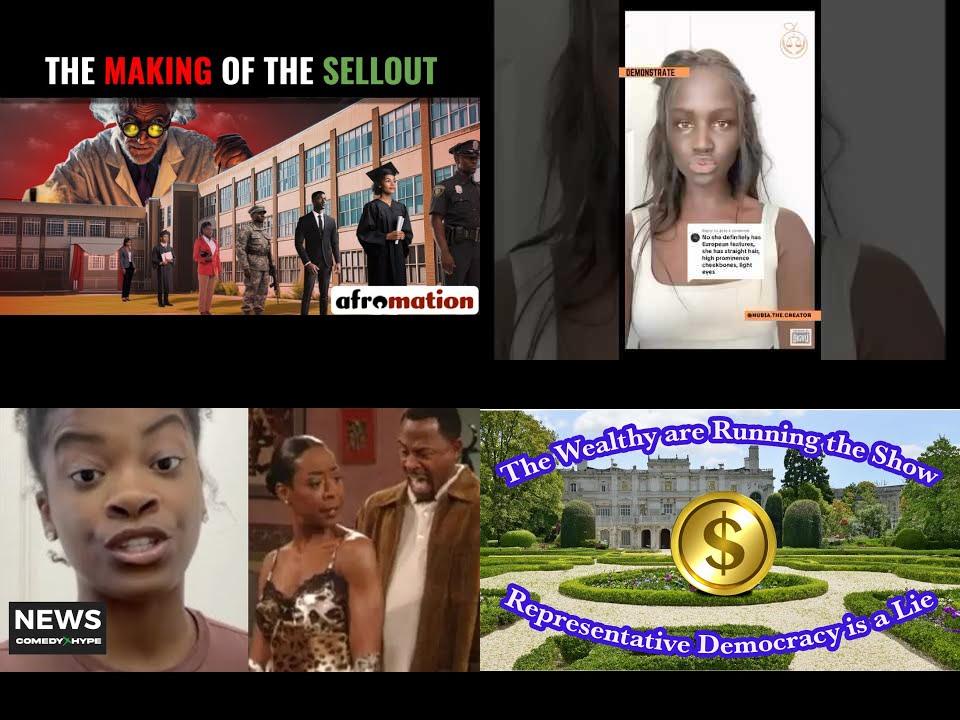 THE MAKING OF THE SELLOUT
afromation
DEMONSTRATE
No she definitely has
European features,
she has straight hair,
high prominence
cheekbones, light
eyes
@NUBIA.THE.CREATOR
NEWS
COMEDY HYPE
The Wealthy are Running the Show
$
Representative Democracy is a Lie